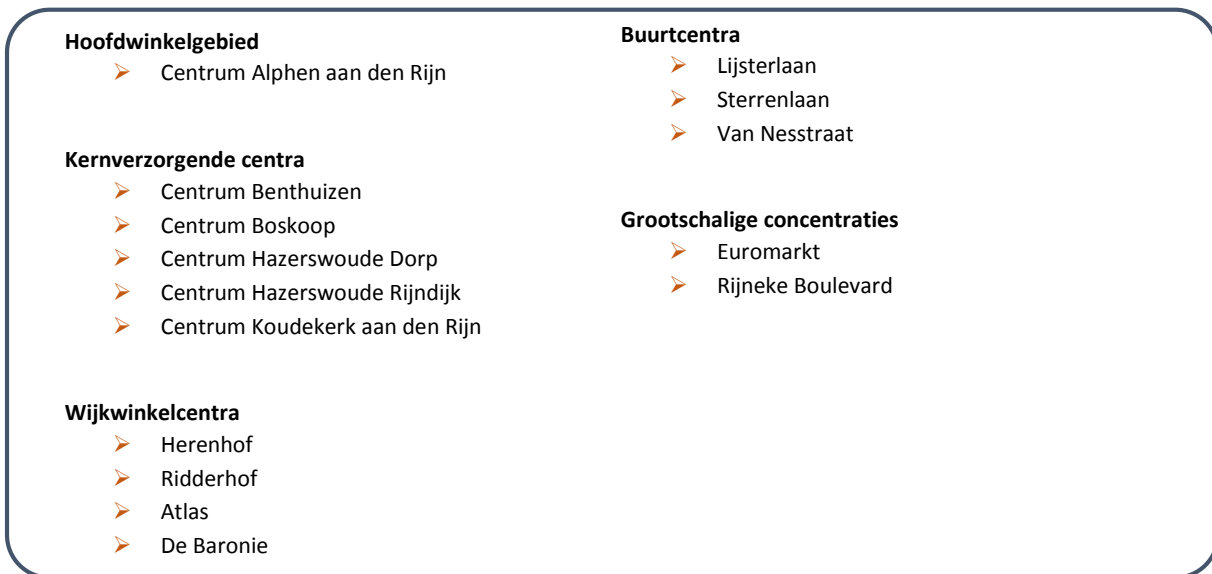 Hoofdwinkelgebied
Centrum Alphen aan den Rijn
Kernverzorgende centra
Centrum Benthuizen
Centrum Boskoop
Centrum Hazerswoude Dorp
Centrum Hazerswoude Rijndijk
Centrum Koudekerk aan den Rijn
Wijkwinkelcentra
Herenhof
Ridderhof
Atlas
De Baronie
Buurtcentra
Lijsterlaan
Sterrenlaan
Van Nesstraat
Grootschalige concentraties
Euromarkt
Rijneke Boulevard